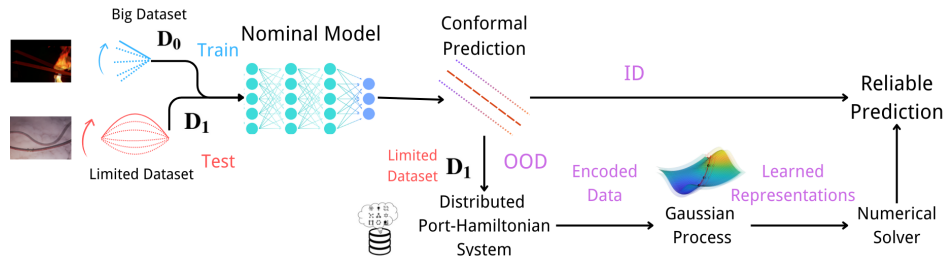 Big Dataset
D0
Train
Nominal Model
Conformal
Prediction
ID
Reliable
Prediction
D1
Test
Limited Dataset
Limited
Dataset
D1
OOD
Distributed
Port-Hamiltonian
System
Encoded
Data
Gaussian
Process
Learned
Representations
Numerical
Solver